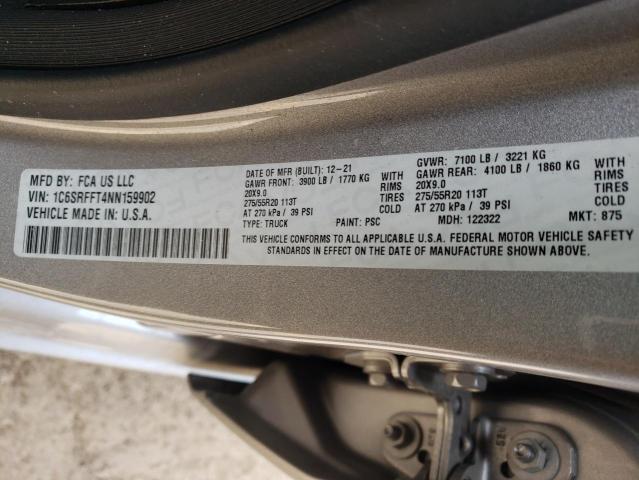 MFD BY: FCA US LLC
VIN: 1C6SRFFT4NN159902
VEHICLE MADE IN U.S.A.
DATE OF MFR (BUILT): 12-21 GVWR: 7100 LB / 3221 KG
GAWR FRONT: 3900 LB / 1770 KG WITH GAWR REAR: 4100 LB / 1860 KG WITH
20X9.0 RIMS 20X9.0 RIMS
275/55R20 113T TIRES 275/55R20 113T TIRES
AT 270 kPa / 39 PSI COLD AT 270 kPa / 39 PSI COLD
TYPE: TRUCK PAINT: PSC MDH: 122322 MKT: 875
THIS VEHICLE CONFORMS TO ALL APPLICABLE U.S.A. FEDERAL MOTOR VEHICLE SAFETY
STANDARDS IN EFFECT ON THE DATE OF MANUFACTURE SHOWN ABOVE.